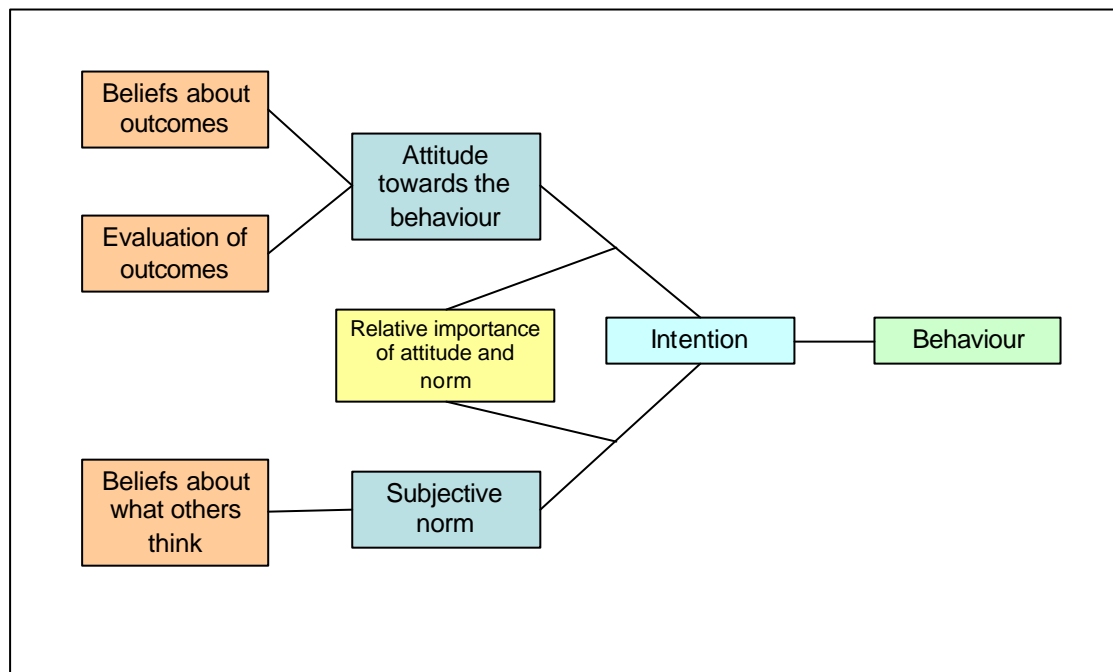 Beliefs about
outcomes
Attitude
towards the
behaviour
Evaluation of
outcomes
Relative importance
of attitude and
norm
Intention
Behaviour
Beliefs about
what others
think
Subjective
norm